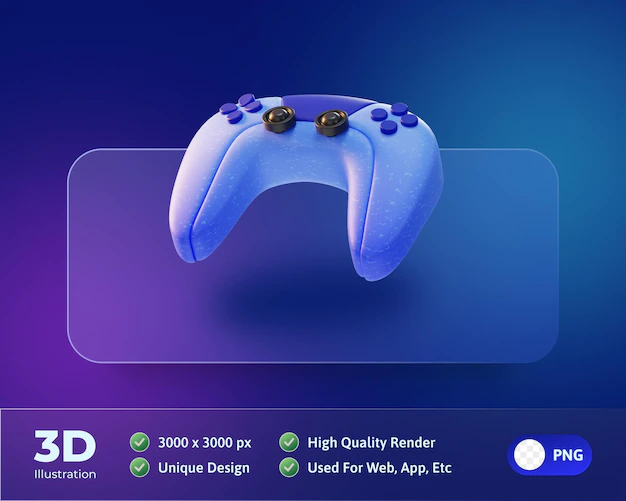 3D
Illustration
3000 x 3000 px
Unique Design
High Quality Render
Used For Web, App, Etc
PNG